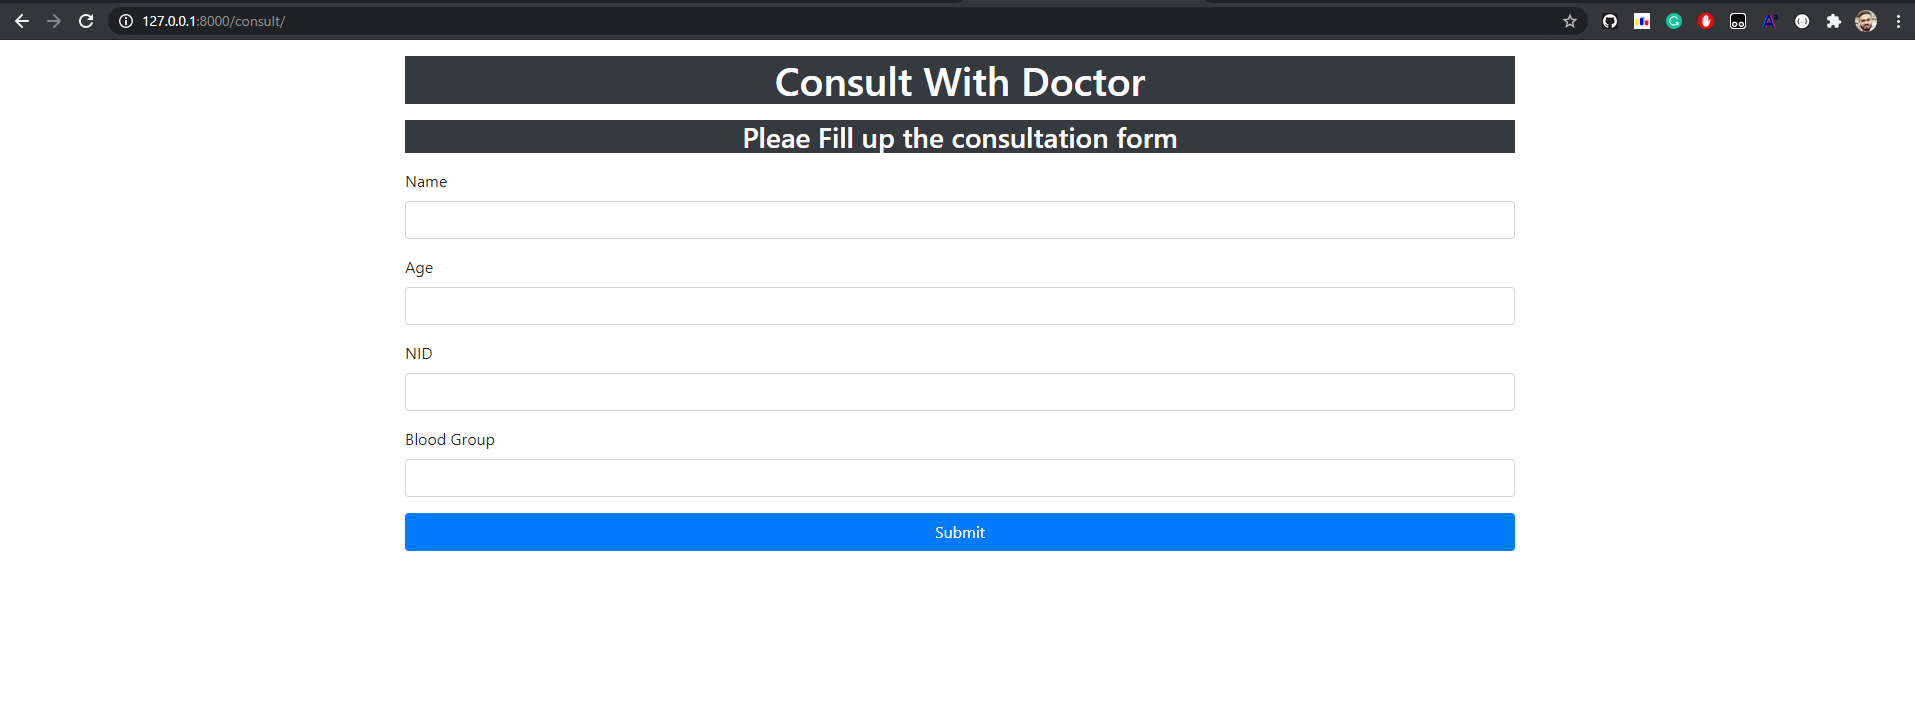 127.0.0.1:8000/consult/
Consult With Doctor
Pleae Fill up the consultation form
Name
Age
NID
Blood Group
Submit